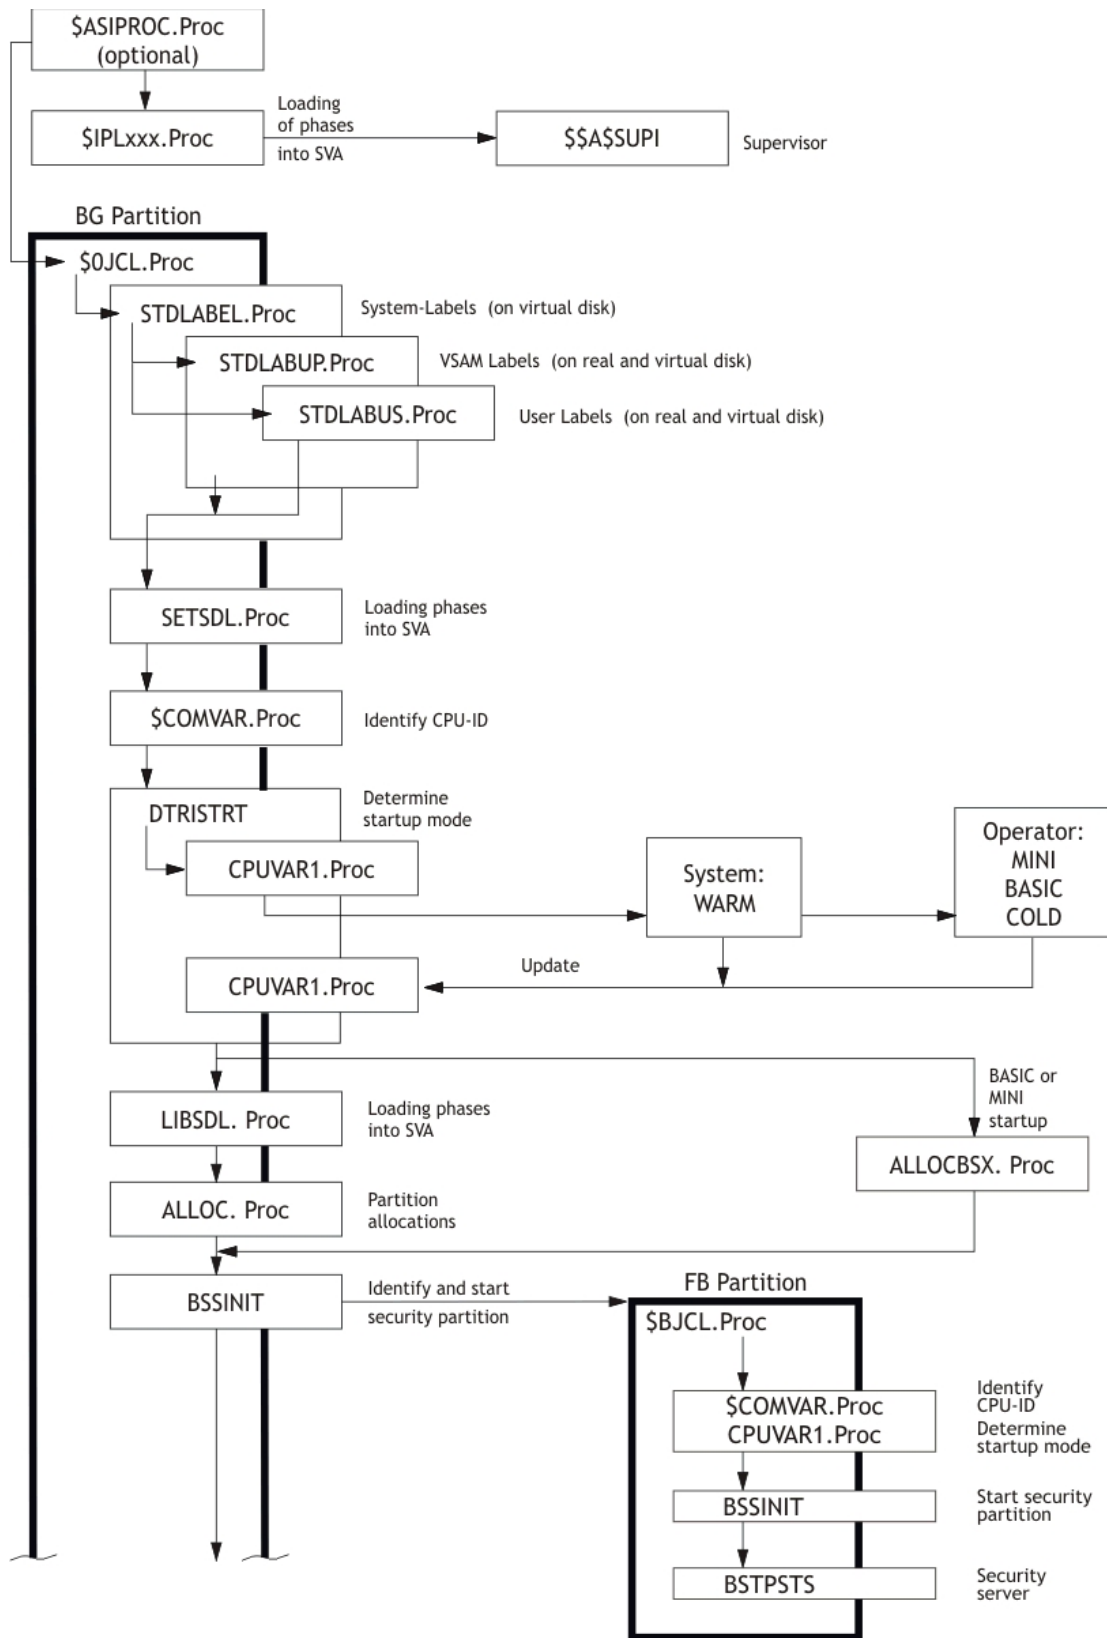 $ASIPROC.Proc
(optional)
Loading
of phases
into SVA
$IPLxxx.Proc
$$A$SUPI
Supervisor
BG Partition
$0JCL.Proc
STDLABEL.Proc
System-Labels (on virtual disk)
STDLABUP.Proc
VSAM Labels (on real and virtual disk)
STDLABUS.Proc
User Labels (on real and virtual disk)
SETSDL.Proc
Loading phases
into SVA
$COMVAR.Proc
Identify CPU-ID
DTRISTRT
Determine
startup mode
CPUVAR1.Proc
System:
WARM
Operator:
MINI
BASIC
COLD
Update
CPUVAR1.Proc
BASIC or
MINI
startup
LIBSDL. Proc
Loading phases
into SVA
ALLOCBSX. Proc
ALLOC. Proc
Partition
allocations
BSSINIT
Identify and start
security partition
FB Partition
$BJCL.Proc
$COMVAR.Proc
CPUVAR1.Proc
Identify
CPU-ID
Determine
startup mode
BSSINIT
Start security
partition
BSTPSTS
Security
server